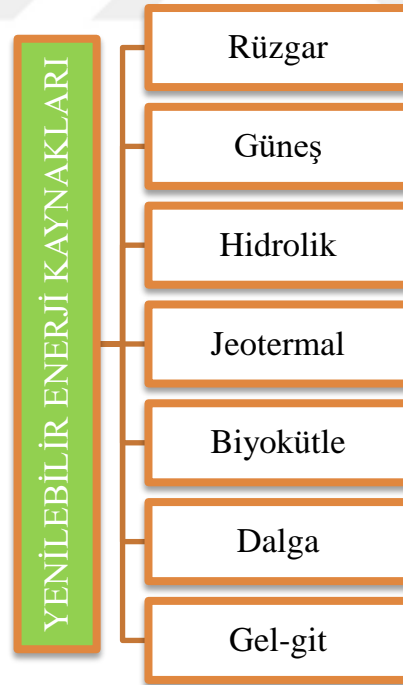 YENİLEBİLİR ENERJİ KAYNAKLARI
Rüzgar
Güneş
Hidrolik
Jeotermal
Biyokütle
Dalga
Gel-git